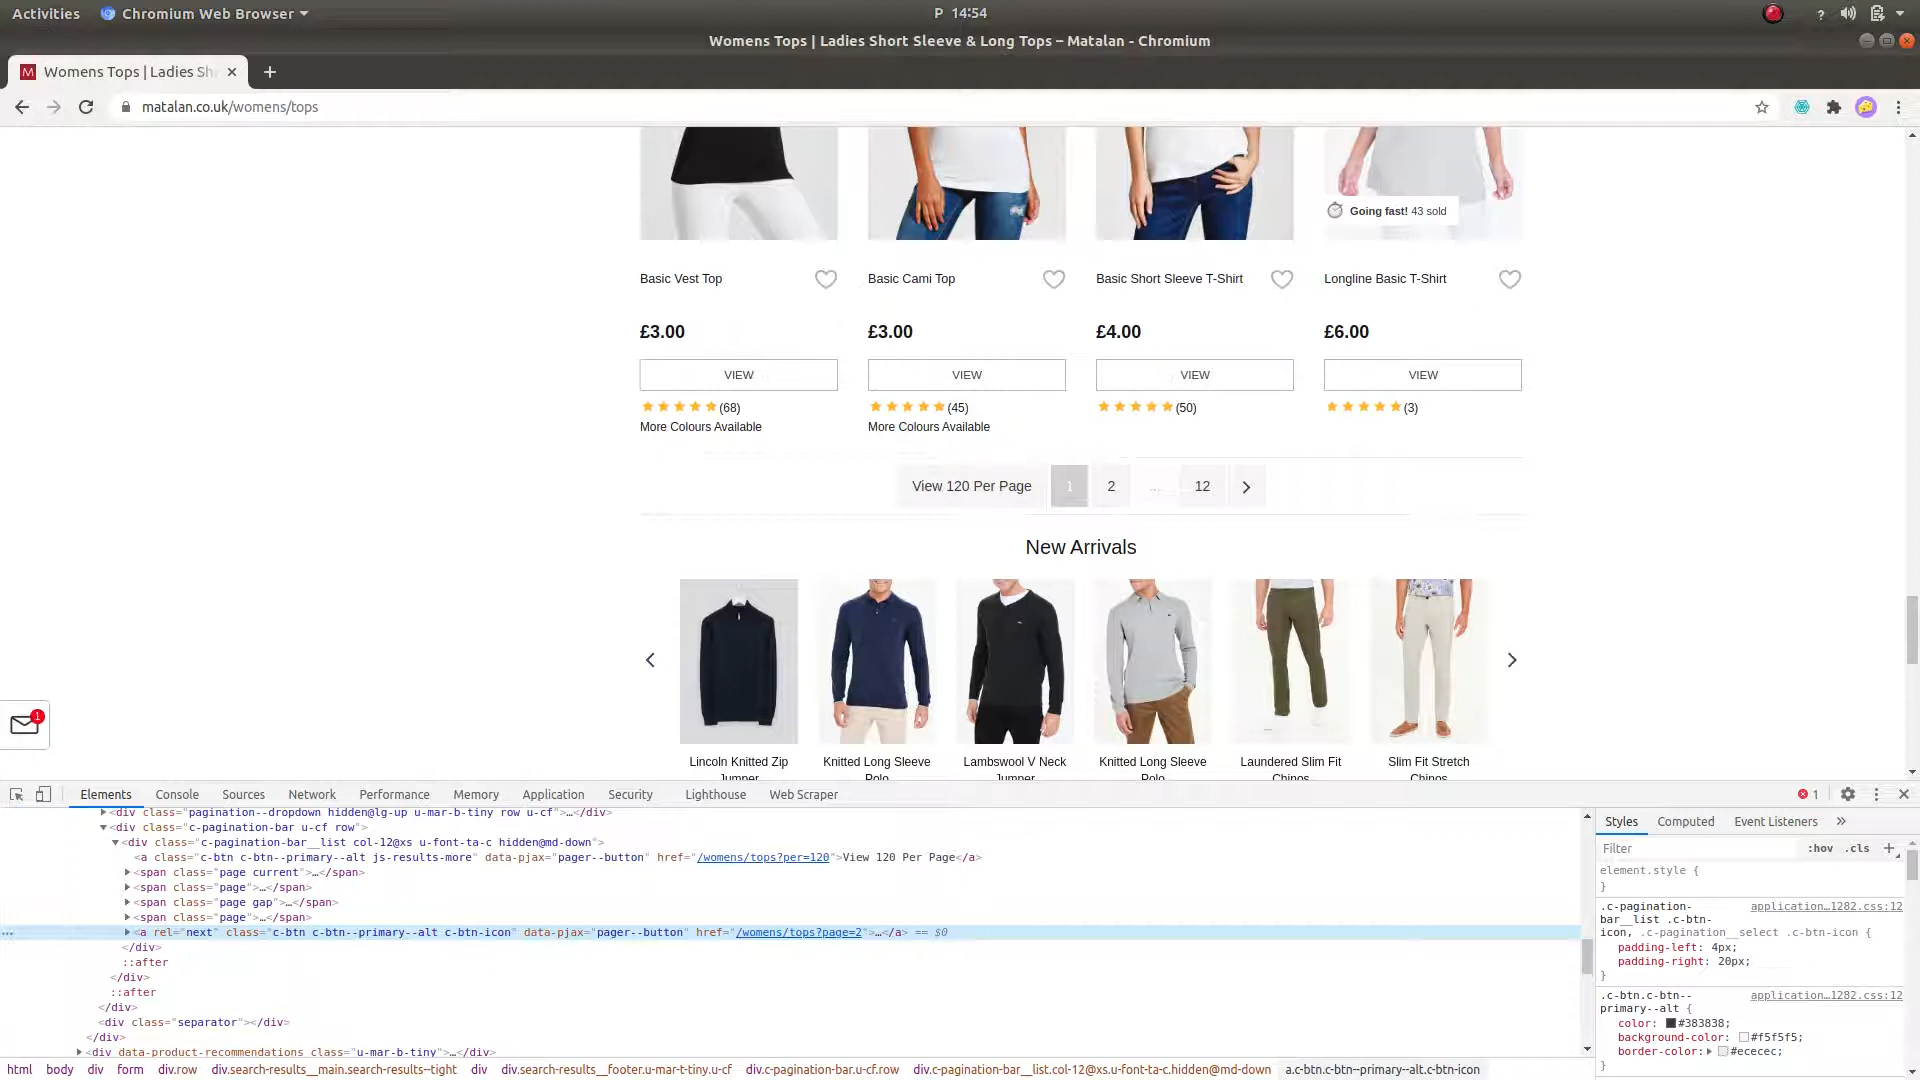 Activities Chromium Web Browser P 14:54
Womens Tops | Ladies Short Sleeve & Long Tops – Matalan - Chromium
Womens Tops | Ladies Sh
matalan.co.uk/womens/tops
Going fast! 43 sold
Basic Vest Top Basic Cami Top Basic Short Sleeve T-Shirt Longline Basic T-Shirt
£3.00 £3.00 £4.00 £6.00
VIEW VIEW VIEW VIEW
(68) (45) (50) (3)
More Colours Available More Colours Available
View 120 Per Page 1 2 ... 12
New Arrivals
1
Lincoln Knitted Zip Knitted Long Sleeve Lambswool V Neck Knitted Long Sleeve Laundered Slim Fit Slim Fit Stretch
Jumper Polo Jumper Polo Chinos Chinos
Elements Console Sources Network Performance Memory Application Security Lighthouse Web Scraper 1
<div class="pagination--dropdown hidden@lg-up u-mar-b-tiny row u-cf">…</div>
<div class="c-pagination-bar u-cf row">
<div class="c-pagination-bar__list col-12@xs u-font-ta-c hidden@md-down">
<a class="c-btn c-btn--primary--alt js-results-more" data-pjax="pager--button" href="/womens/tops?per=120">View 120 Per Page</a>
<span class="page current">…</span>
<span class="page">…</span>
<span class="page gap">…</span>
<span class="page">…</span>
<a rel="next" class="c-btn c-btn--primary--alt c-btn-icon" data-pjax="pager--button" href="/womens/tops?page=2">…</a> == $0
</div>
::after
</div>
::after
</div>
<div class="separator"></div>
</div>
<div data-product-recommendations class="u-mar-b-tiny">…</div>
html body div form div.row div.search-results__main.search-results--tight div div.search-results__footer.u-mar-t-tiny.u-cf div.c-pagination-bar.u-cf.row div.c-pagination-bar__list.col-12@xs.u-font-ta-c.hidden@md-down a.c-btn.c-btn--primary--alt.c-btn-icon
Styles Computed Event Listeners »
Filter :hov .cls +
element.style {
}
.c-pagination- application…1282.css:12
bar__list .c-btn-
icon, .c-pagination__select .c-btn-icon {
padding-left: 4px;
padding-right: 20px;
}
.c-btn.c-btn-- application…1282.css:12
primary--alt {
color: #383838;
background-color: #f5f5f5;
border-color: #ececec;
}